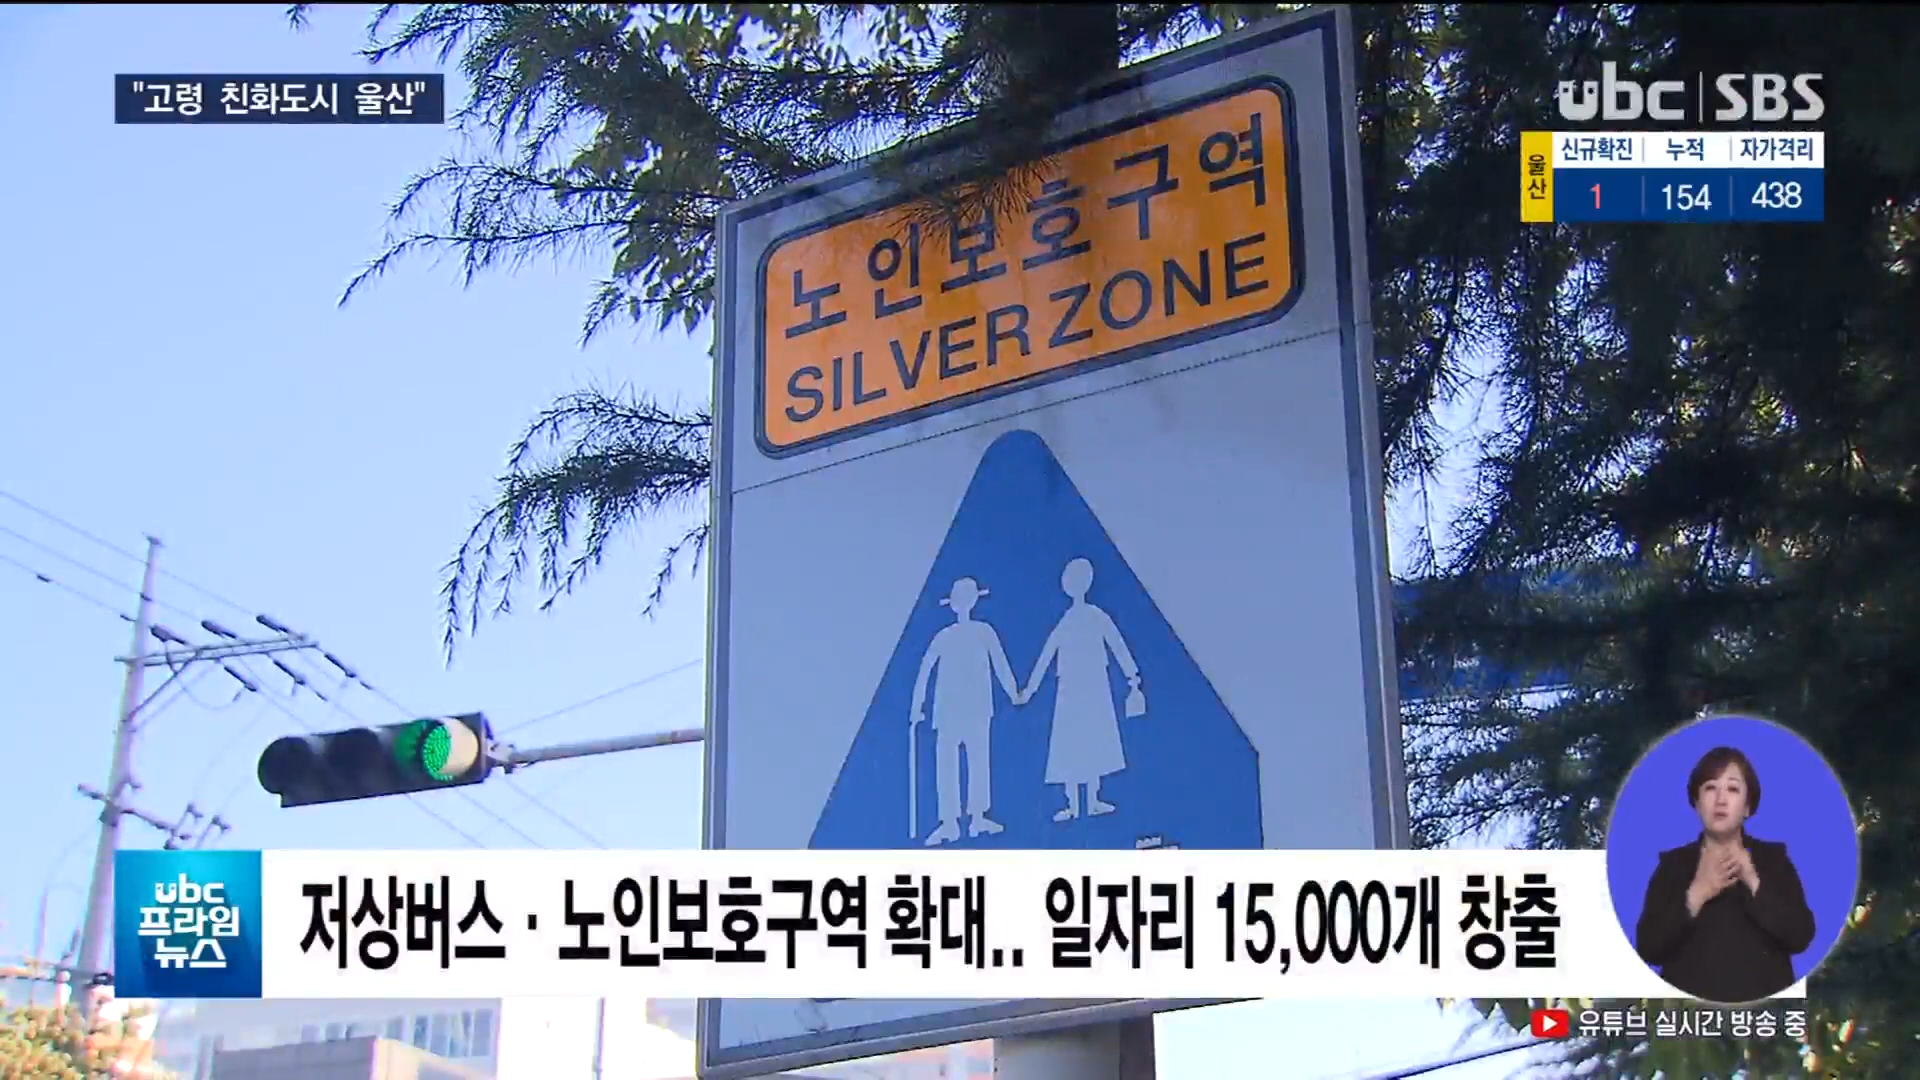 "고령 친화도시 울산"
ubc SBS
울산
신규확진 누적 자가격리
1 154 438
노인보호구역
SILVER ZONE
ubc
프라임
뉴스
저상버스·노인보호구역 확대.. 일자리 15,000개 창출
유튜브 실시간 방송 중